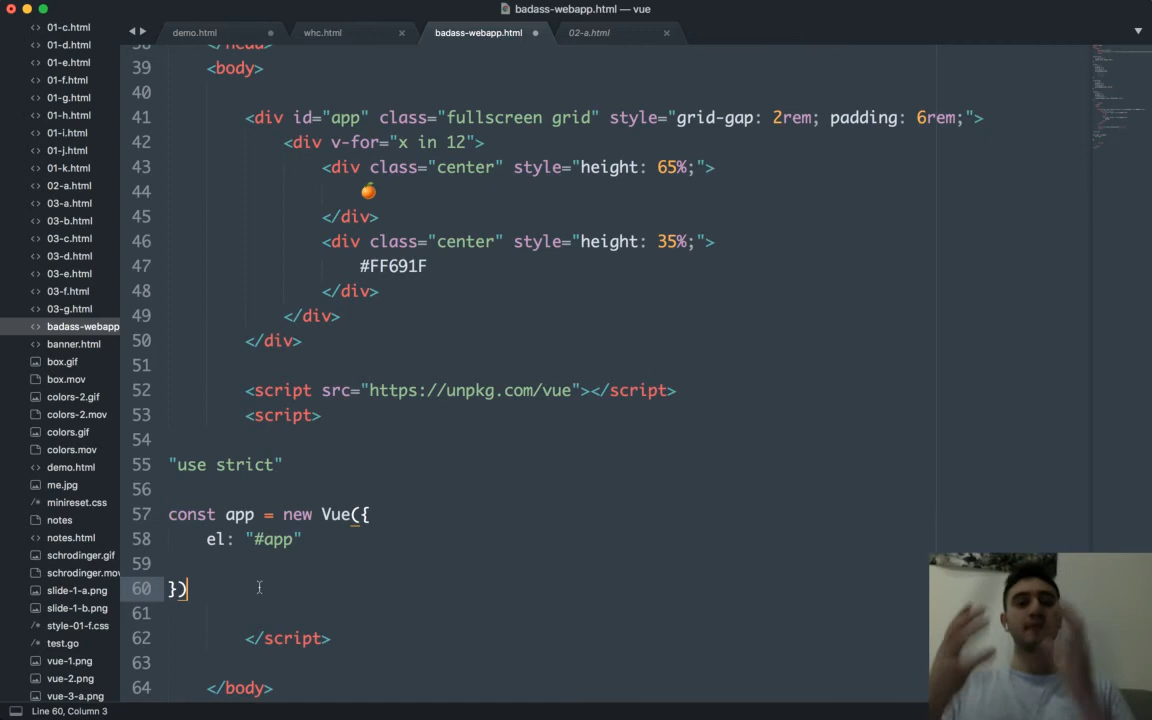 badass-webapp.html — vue
demo.html
whc.html
badass-webapp.html
02-a.html
01-c.html
01-d.html
01-e.html
01-f.html
01-g.html
01-h.html
01-i.html
01-j.html
01-k.html
02-a.html
03-a.html
03-b.html
03-c.html
03-d.html
03-e.html
03-f.html
03-g.html
badass-webapp
banner.html
box.gif
box.mov
colors-2.gif
colors-2.mov
colors.gif
colors.mov
demo.html
me.jpg
minireset.css
notes
notes.html
schrodinger.gif
schrodinger.mov
slide-1-a.png
slide-1-b.png
style-01-f.css
test.go
vue-1.png
vue-2.png
vue-3-a.png
38 </head>
39 <body>
40
41 <div id="app" class="fullscreen grid" style="grid-gap: 2rem; padding: 6rem;">
42 <div v-for="x in 12">
43 <div class="center" style="height: 65%;">
44 🍊
45 </div>
46 <div class="center" style="height: 35%;">
47 #FF691F
48 </div>
49 </div>
50 </div>
51
52 <script src="https://unpkg.com/vue"></script>
53 <script>
54
55 "use strict"
56
57 const app = new Vue({
58 el: "#app"
59
60 })
61
62 </script>
63
64 </body>
Line 60, Column 3